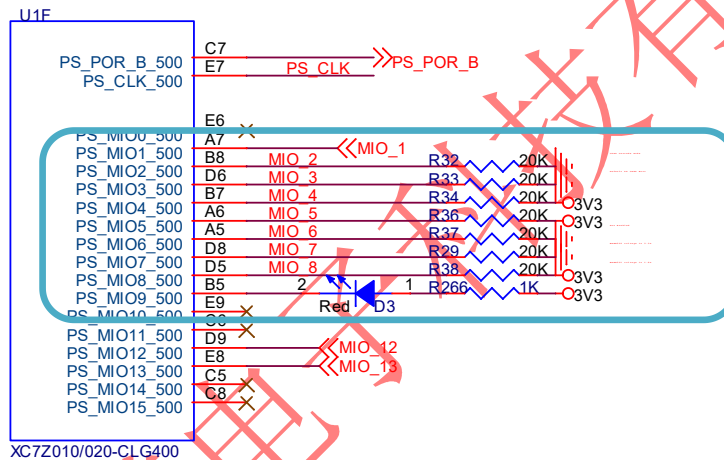 U1F
C7
PS_POR_B_500 PS_POR_B
E7
PS_CLK_500 PS_CLK
E6
PS_MIO0_500
A7
PS_MIO1_500 MIO_1
B8
PS_MIO2_500 MIO_2 R32 20K
D6
PS_MIO3_500 MIO_3 R33 20K
B7
PS_MIO4_500 MIO_4 R34 20K 3V3
A6
PS_MIO5_500 MIO_5 R36 20K 3V3
A5
PS_MIO6_500 MIO_6 R37 20K
D8
PS_MIO7_500 MIO_7 R29 20K
D5
PS_MIO8_500 MIO_8 R38 20K 3V3
B5
PS_MIO9_500 2 Red D3 1 R266 1K 3V3
E9
PS_MIO10_500
PS_MIO11_500
D9
PS_MIO12_500 MIO_12
E8
PS_MIO13_500 MIO_13
C5
PS_MIO14_500
C8
PS_MIO15_500
XC7Z010/020-CLG400